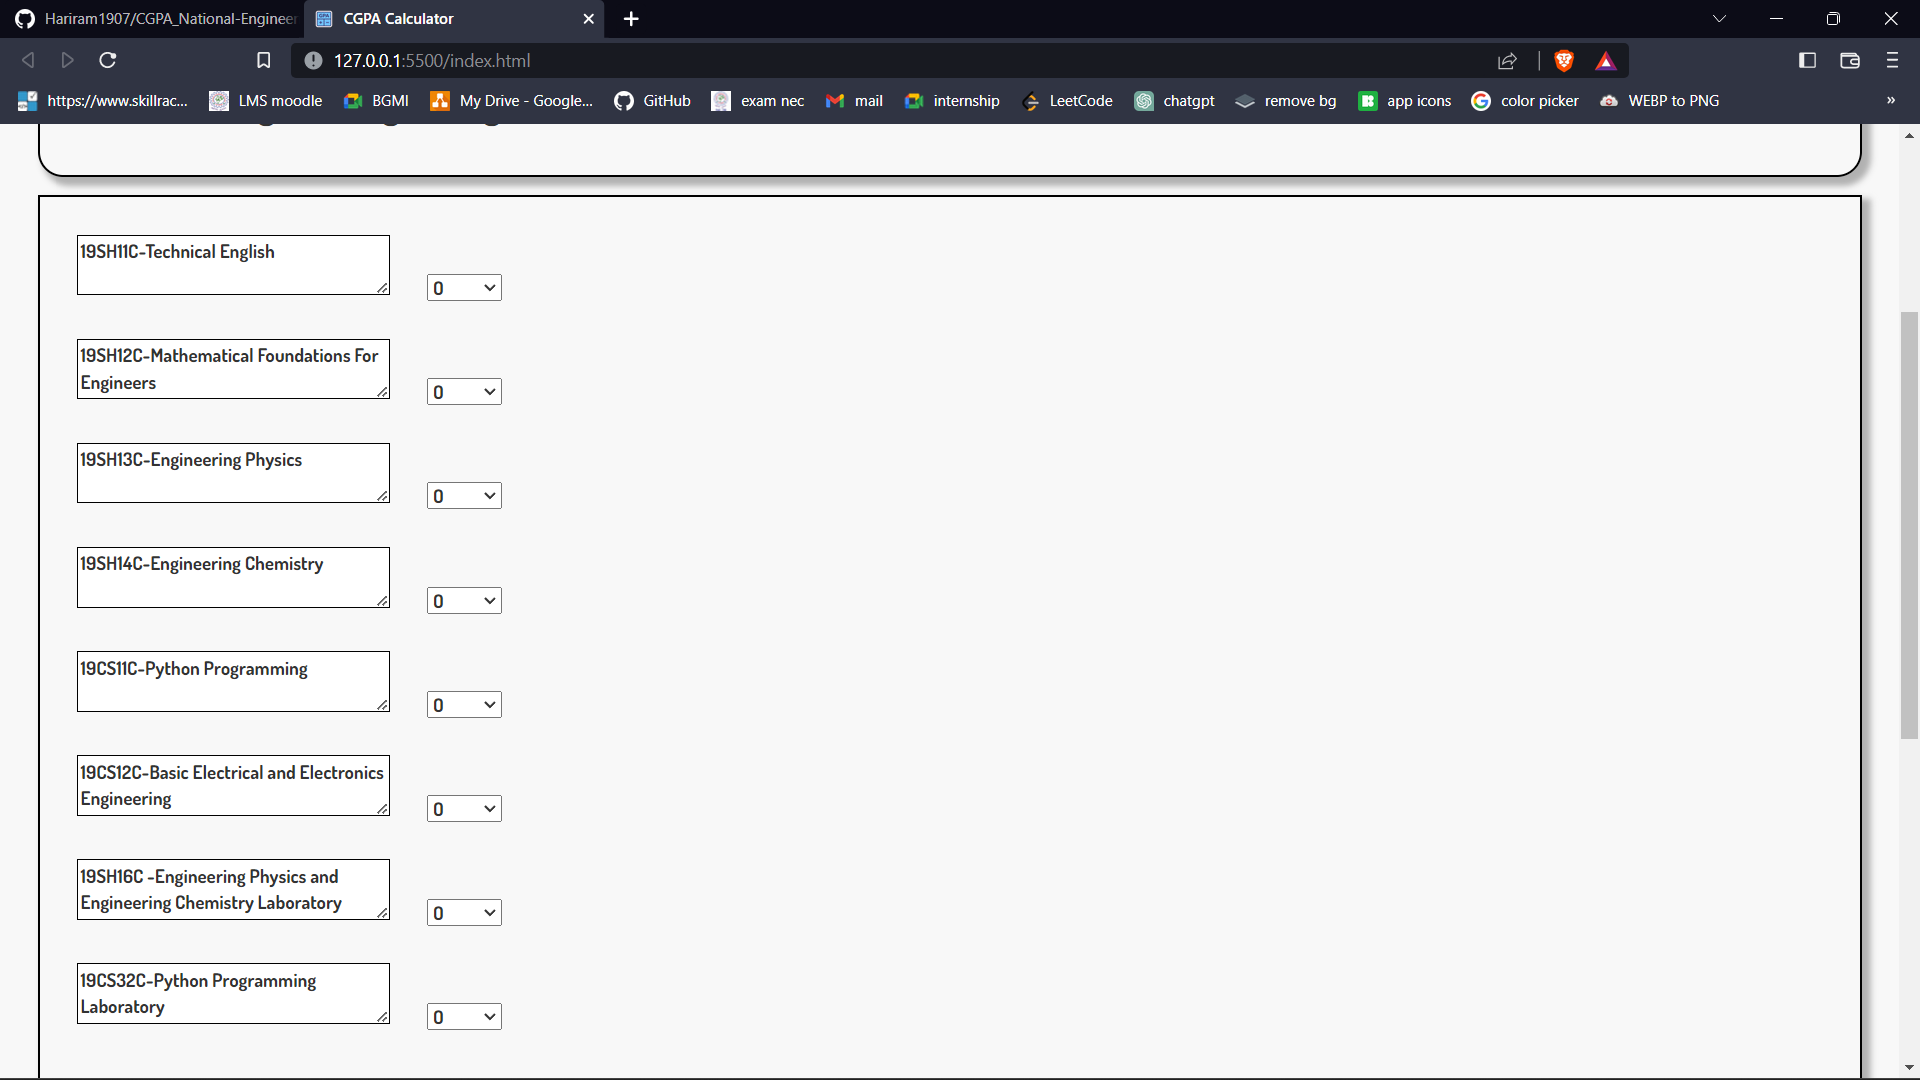 Hariram1907/CGPA_National-Engineer
CGPA Calculator
127.0.0.1:5500/index.html
https://www.skillrac...
LMS moodle
BGMI
My Drive - Google...
GitHub
exam nec
mail
internship
LeetCode
chatgpt
remove bg
app icons
color picker
WEBP to PNG
»
19SH11C-Technical English
0
19SH12C-Mathematical Foundations For
Engineers
0
19SH13C-Engineering Physics
0
19SH14C-Engineering Chemistry
0
19CS11C-Python Programming
0
19CS12C-Basic Electrical and Electronics
Engineering
0
19SH16C -Engineering Physics and
Engineering Chemistry Laboratory
0
19CS32C-Python Programming
Laboratory
0